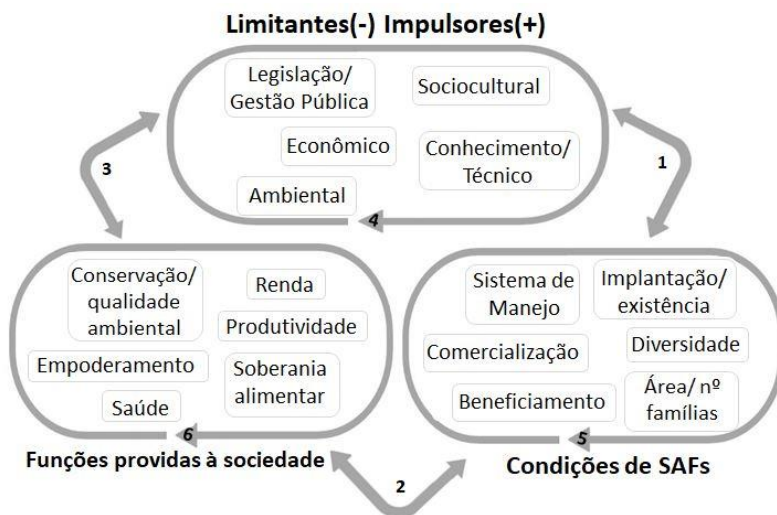 Limitantes(-) Impulsores(+)
Legislação/
Gestão Pública
Sociocultural
Econômico
Conhecimento/
Técnico
Ambiental
4
3
1
Conservação/
qualidade
ambiental
Renda
Produtividade
Empoderamento
Soberania
alimentar
Saúde
6
Funções providas à sociedade
Sistema de
Manejo
Implantação/
existência
Comercialização
Diversidade
Beneficiamento
Área/ nº
famílias
5
Condições de SAFs
2